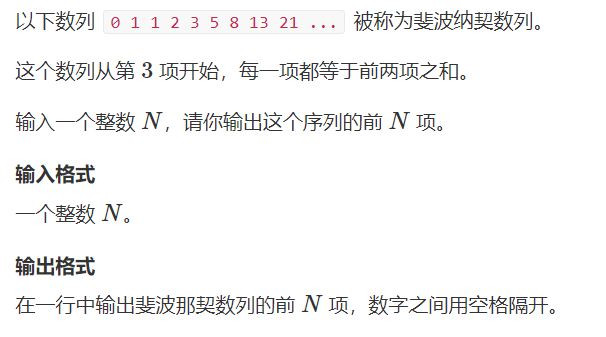 以下数列 0 1 1 2 3 5 8 13 21 ... 被称为斐波纳契数列。
这个数列从第 3 项开始，每一项都等于前两项之和。
输入一个整数 N，请你输出这个序列的前 N 项。
输入格式
一个整数 N。
输出格式
在一行中输出斐波那契数列的前 N 项，数字之间用空格隔开。